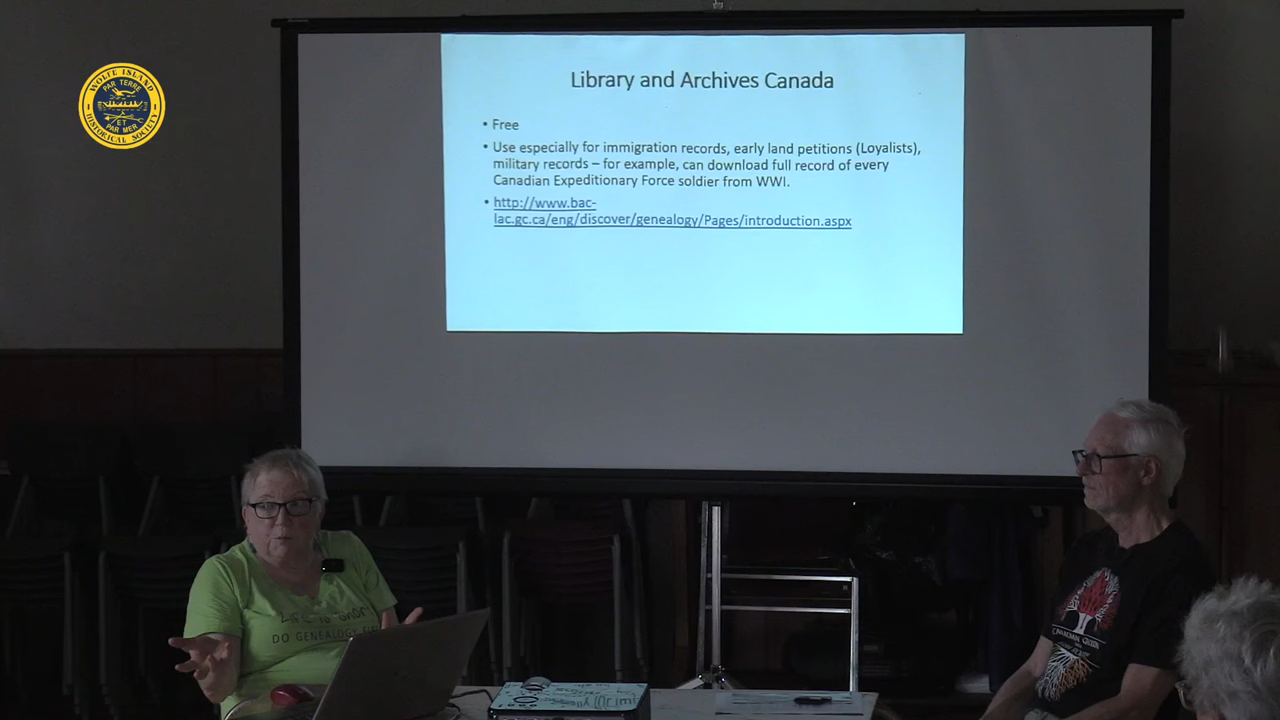 WOLFE ISLAND
PAR TERRE
ET
PAR MER
HISTORICAL SOCIETY
Library and Archives Canada
• Free
• Use especially for immigration records, early land petitions (Loyalists),
military records – for example, can download full record of every
Canadian Expeditionary Force soldier from WWI.
• http://www.bac-
lac.gc.ca/eng/discover/genealogy/Pages/introduction.aspx
DO GENEALOGY